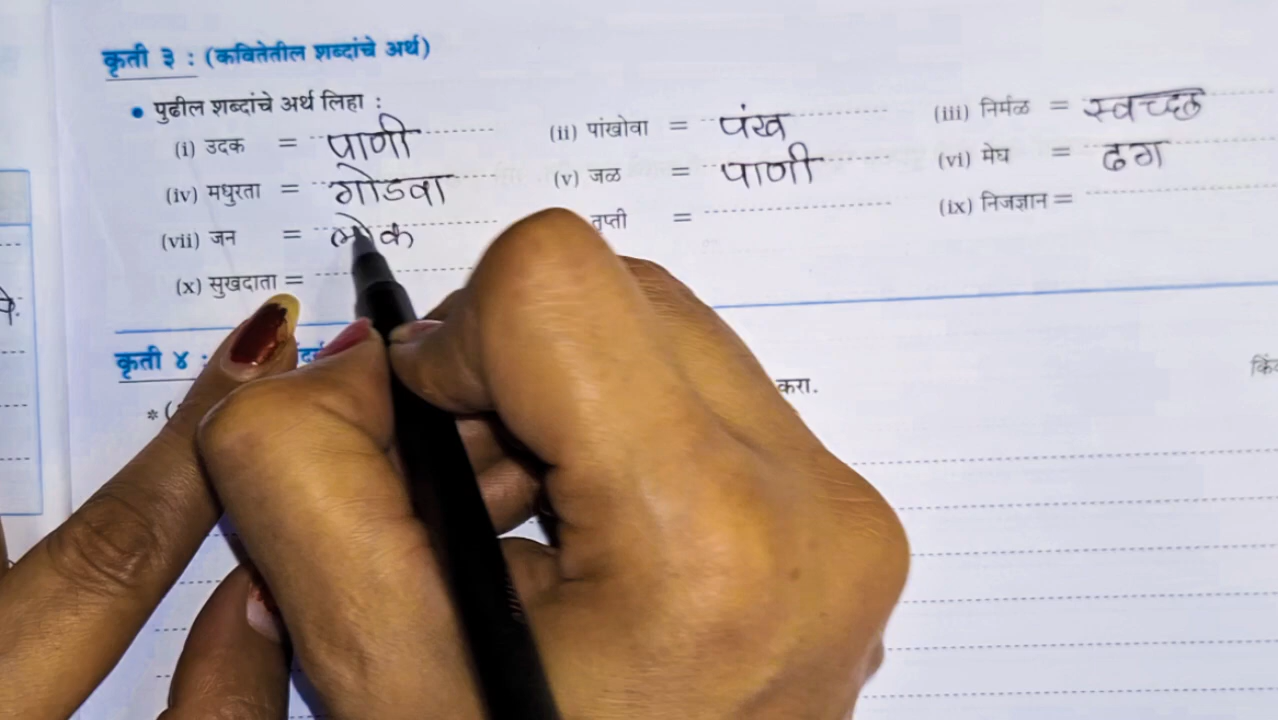 कृती ३ : (कवितेतील शब्दांचे अर्थ)
• पुढील शब्दांचे अर्थ लिहा :
(i) उदक = पाणी (ii) पांखोवा = पंख (iii) निर्मळ = स्वच्छ
(iv) मधुरता = गोडवा (v) जळ = पाणी (vi) मेघ = ढग
(vii) जन = लोक तृप्ती = (ix) निजज्ञान =
(x) सुखदाता =
कृती ४ :
* (
करा.